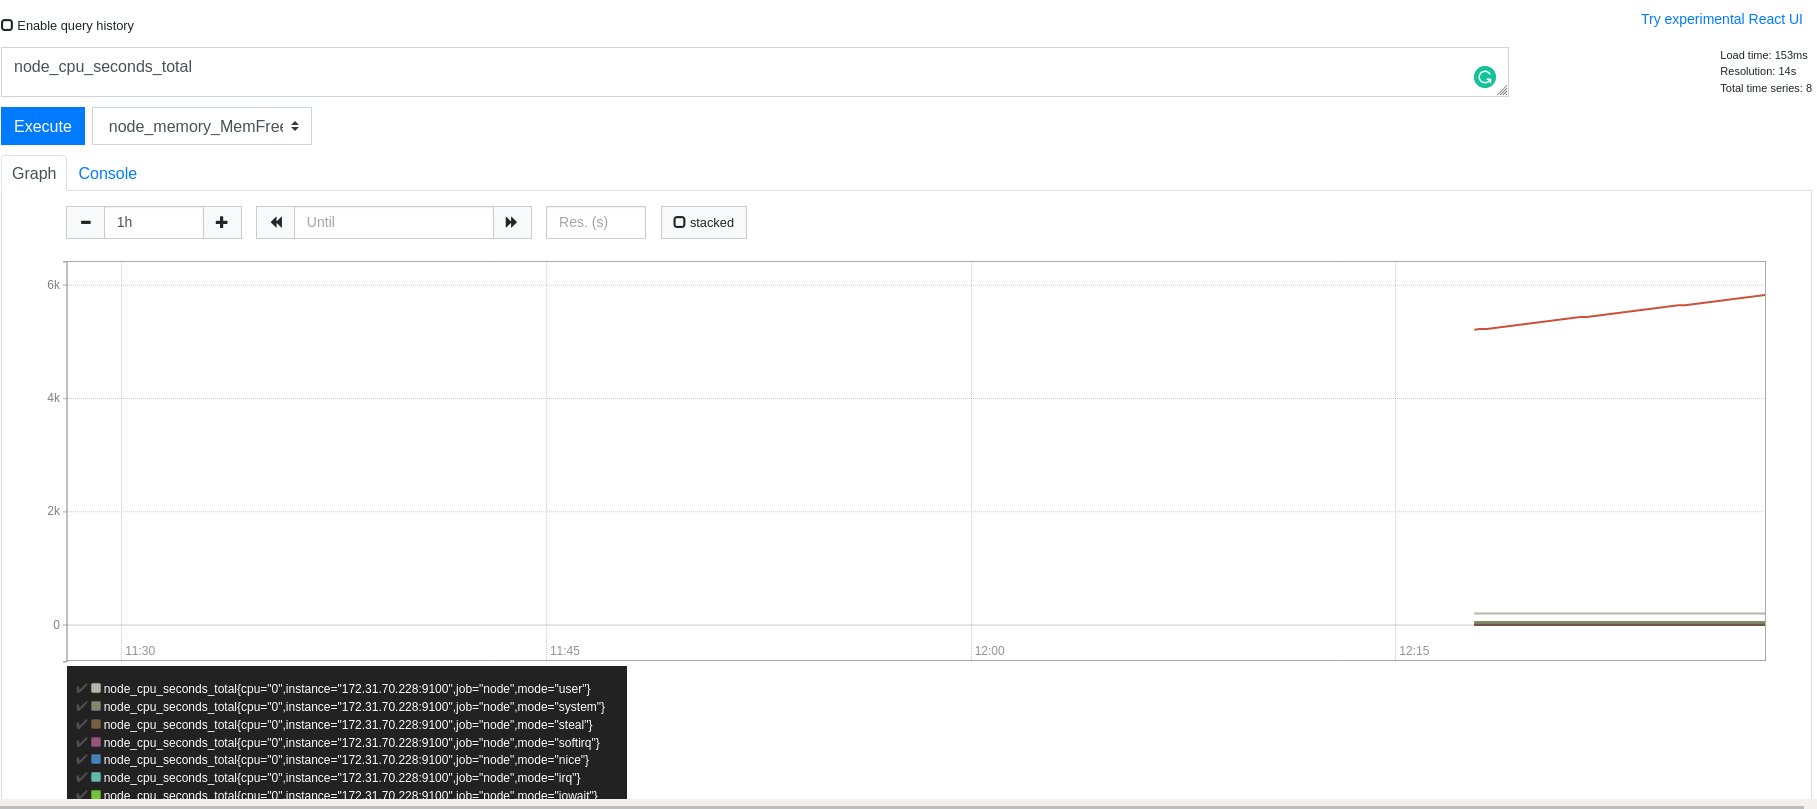 Enable query history
Try experimental React UI
node_cpu_seconds_total
Load time: 153ms
Resolution: 14s
Total time series: 8
Execute
node_memory_MemFree
Graph
Console
1h
Until
Res. (s)
stacked
6k
4k
2k
0
11:30
11:45
12:00
12:15
node_cpu_seconds_total{cpu="0",instance="172.31.70.228:9100",job="node",mode="user"}
node_cpu_seconds_total{cpu="0",instance="172.31.70.228:9100",job="node",mode="system"}
node_cpu_seconds_total{cpu="0",instance="172.31.70.228:9100",job="node",mode="steal"}
node_cpu_seconds_total{cpu="0",instance="172.31.70.228:9100",job="node",mode="softirq"}
node_cpu_seconds_total{cpu="0",instance="172.31.70.228:9100",job="node",mode="nice"}
node_cpu_seconds_total{cpu="0",instance="172.31.70.228:9100",job="node",mode="irq"}
node_cpu_seconds_total{cpu="0",instance="172.31.70.228:9100",job="node",mode="iowait"}